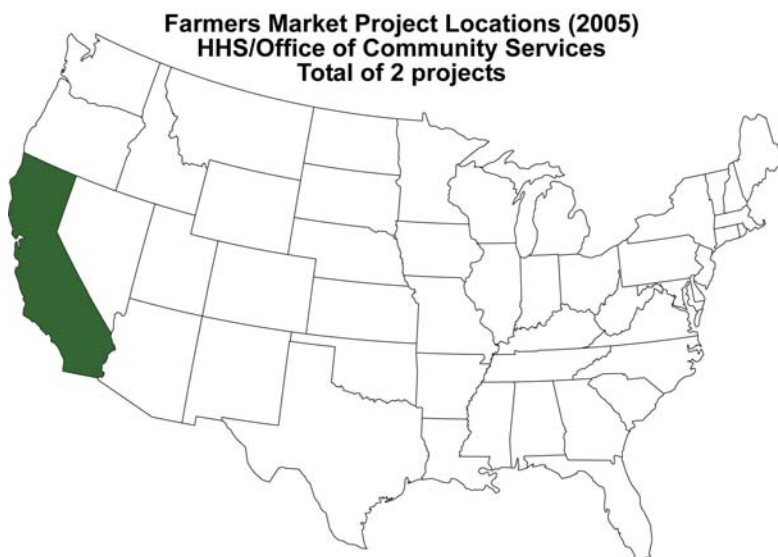 Farmers Market Project Locations (2005)
HHS/Office of Community Services
Total of 2 projects